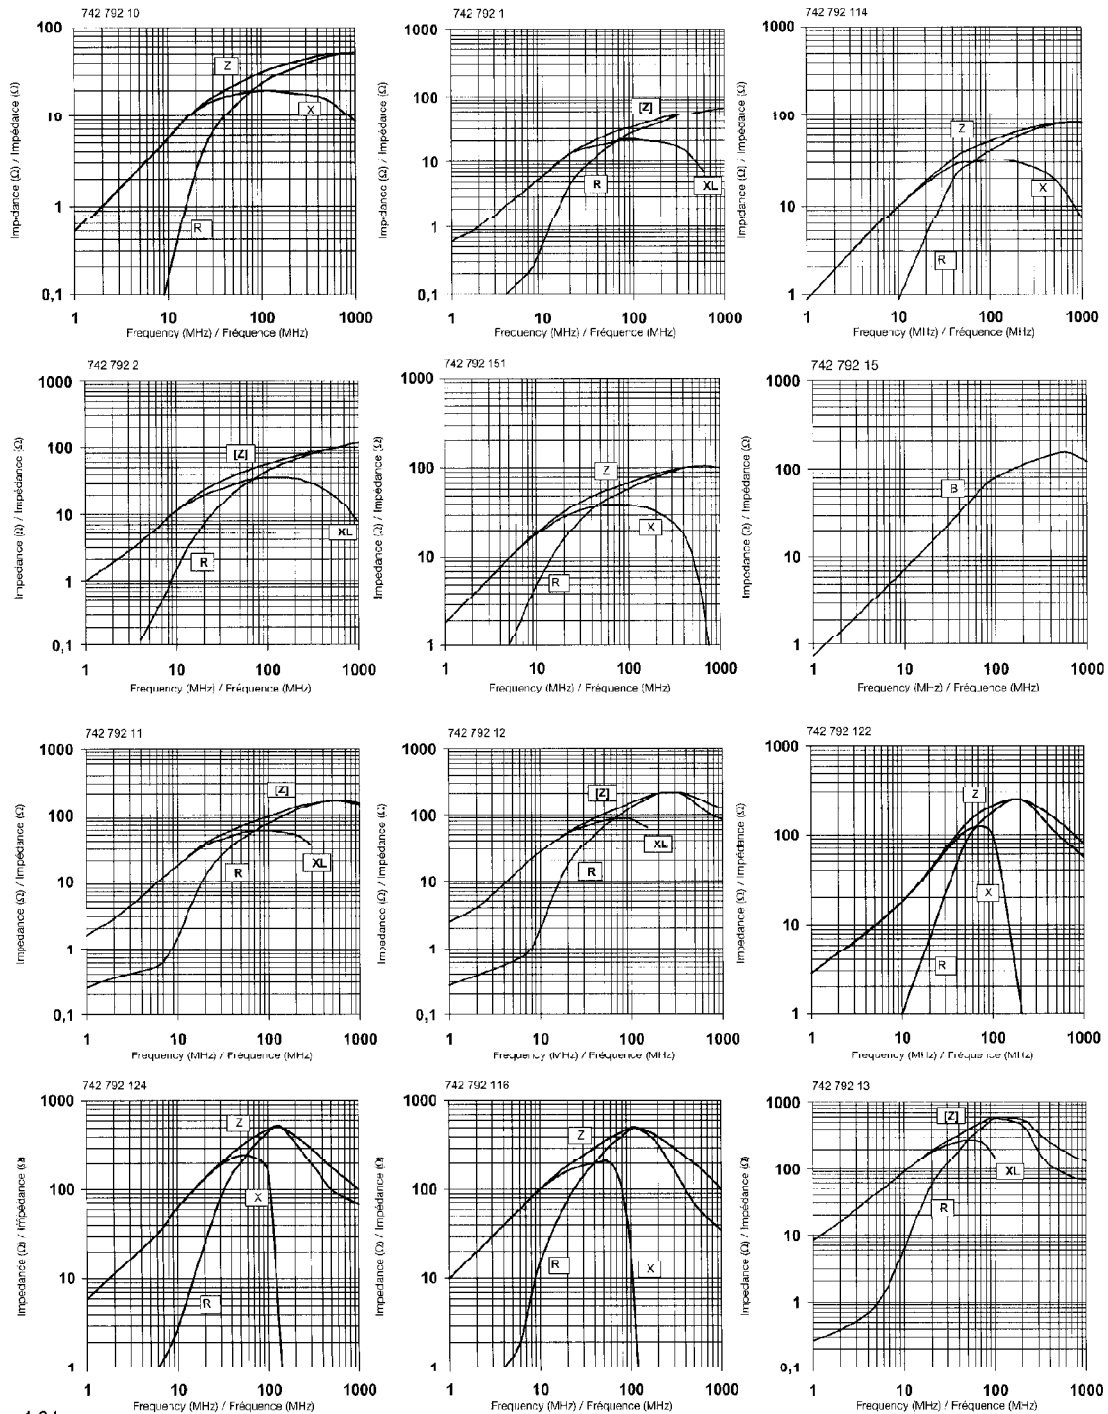 742 792 10
Impedance (Ω) / Impédance (Ω)
100
10
1
0,1
Z
X
R
1 10 100 1000
Frequency (MHz) / Fréquence (MHz)
742 792 1
Impedance (Ω) / Impédance (Ω)
1000
100
10
1
0,1
[Z]
R
XL
1 10 100 1000
Frequency (MHz) / Fréquence (MHz)
742 792 114
Impedance (Ω) / Impédance (Ω)
1000
100
10
1
Z
X
R
1 10 100 1000
Frequency (MHz) / Fréquence (MHz)
742 792 2
Impedance (Ω) / Impédance (Ω)
1000
100
10
1
0,1
[Z]
XL
R
1 10 100 1000
Frequency (MHz) / Fréquence (MHz)
742 792 151
Impedance (Ω) / Impédance (Ω)
1000
100
10
1
Z
X
R
1 10 100 1000
Frequency (MHz) / Fréquence (MHz)
742 792 15
Impedance (Ω) / Impédance (Ω)
1000
100
10
1
B
1 10 100 1000
Frequency (MHz) / Fréquence (MHz)
742 792 11
Impedance (Ω) / Impédance (Ω)
1000
100
10
1
0,1
[Z]
R
XL
1 10 100 1000
Frequency (MHz) / Fréquence (MHz)
742 792 12
Impedance (Ω) / Impédance (Ω)
1000
100
10
1
0,1
[Z]
XL
R
1 10 100 1000
Frequency (MHz) / Fréquence (MHz)
742 792 122
Impedance (Ω) / Impédance (Ω)
1000
100
10
1
Z
X
R
1 10 100 1000
Frequency (MHz) / Fréquence (MHz)
742 792 124
Impedance (Ω) / Impédance (Ω)
1000
100
10
1
Z
X
R
1 10 100 1000
Frequency (MHz) / Fréquence (MHz)
742 792 116
Impedance (Ω) / Impédance (Ω)
1000
100
10
1
Z
R
X
1 10 100 1000
Frequency (MHz) / Fréquence (MHz)
742 792 13
Impedance (Ω) / Impédance (Ω)
1000
100
10
1
0,1
[Z]
XL
R
1 10 100 1000
Frequency (MHz) / Fréquence (MHz)